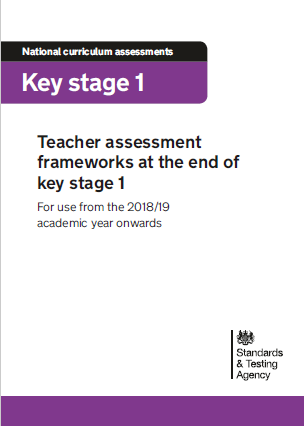 National curriculum assessments
Key stage 1
Teacher assessment
frameworks at the end of
key stage 1
For use from the 2018/19
academic year onwards
Standards
& Testing
Agency